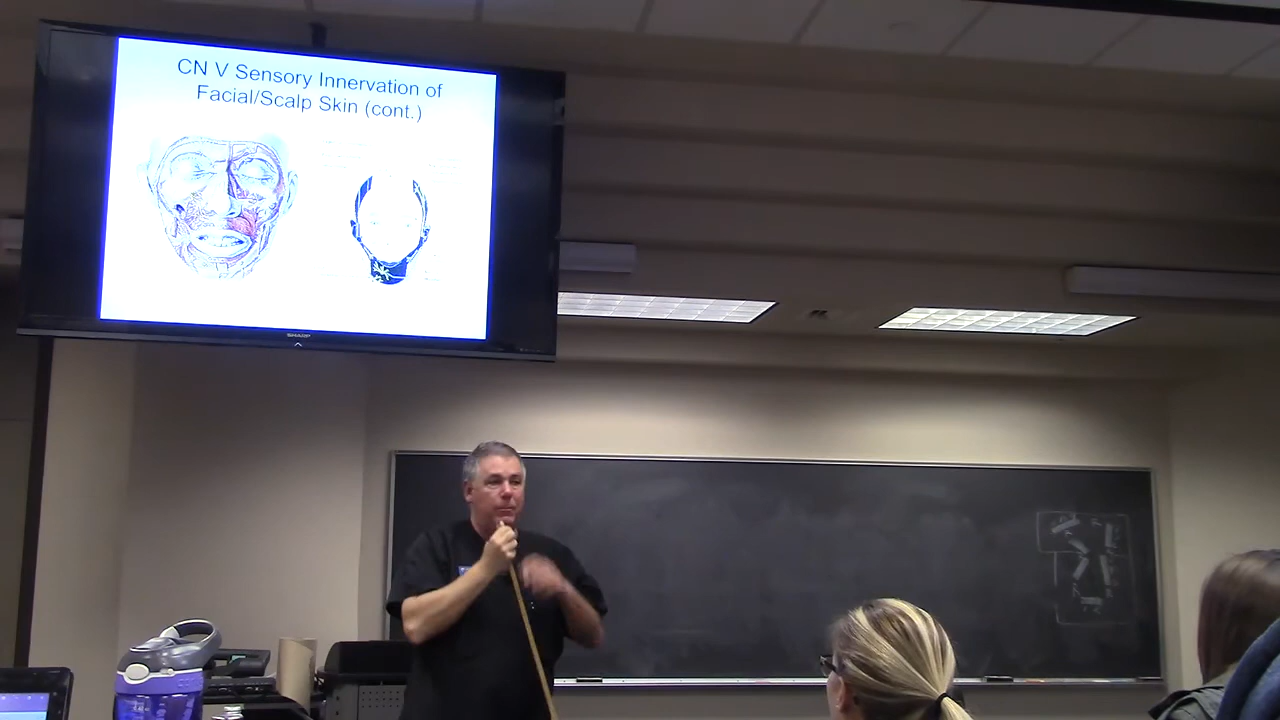 CN V Sensory Innervation of
Facial/Scalp Skin (cont.)
SHARP